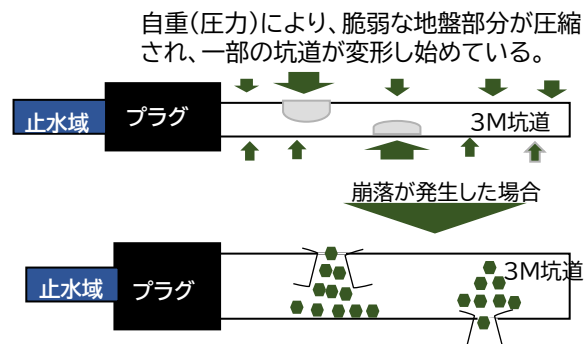 自重(圧力)により、脆弱な地盤部分が圧縮
され、一部の坑道が変形し始めている。
止水域
プラグ
3M坑道
崩落が発生した場合
止水域
プラグ
3M坑道